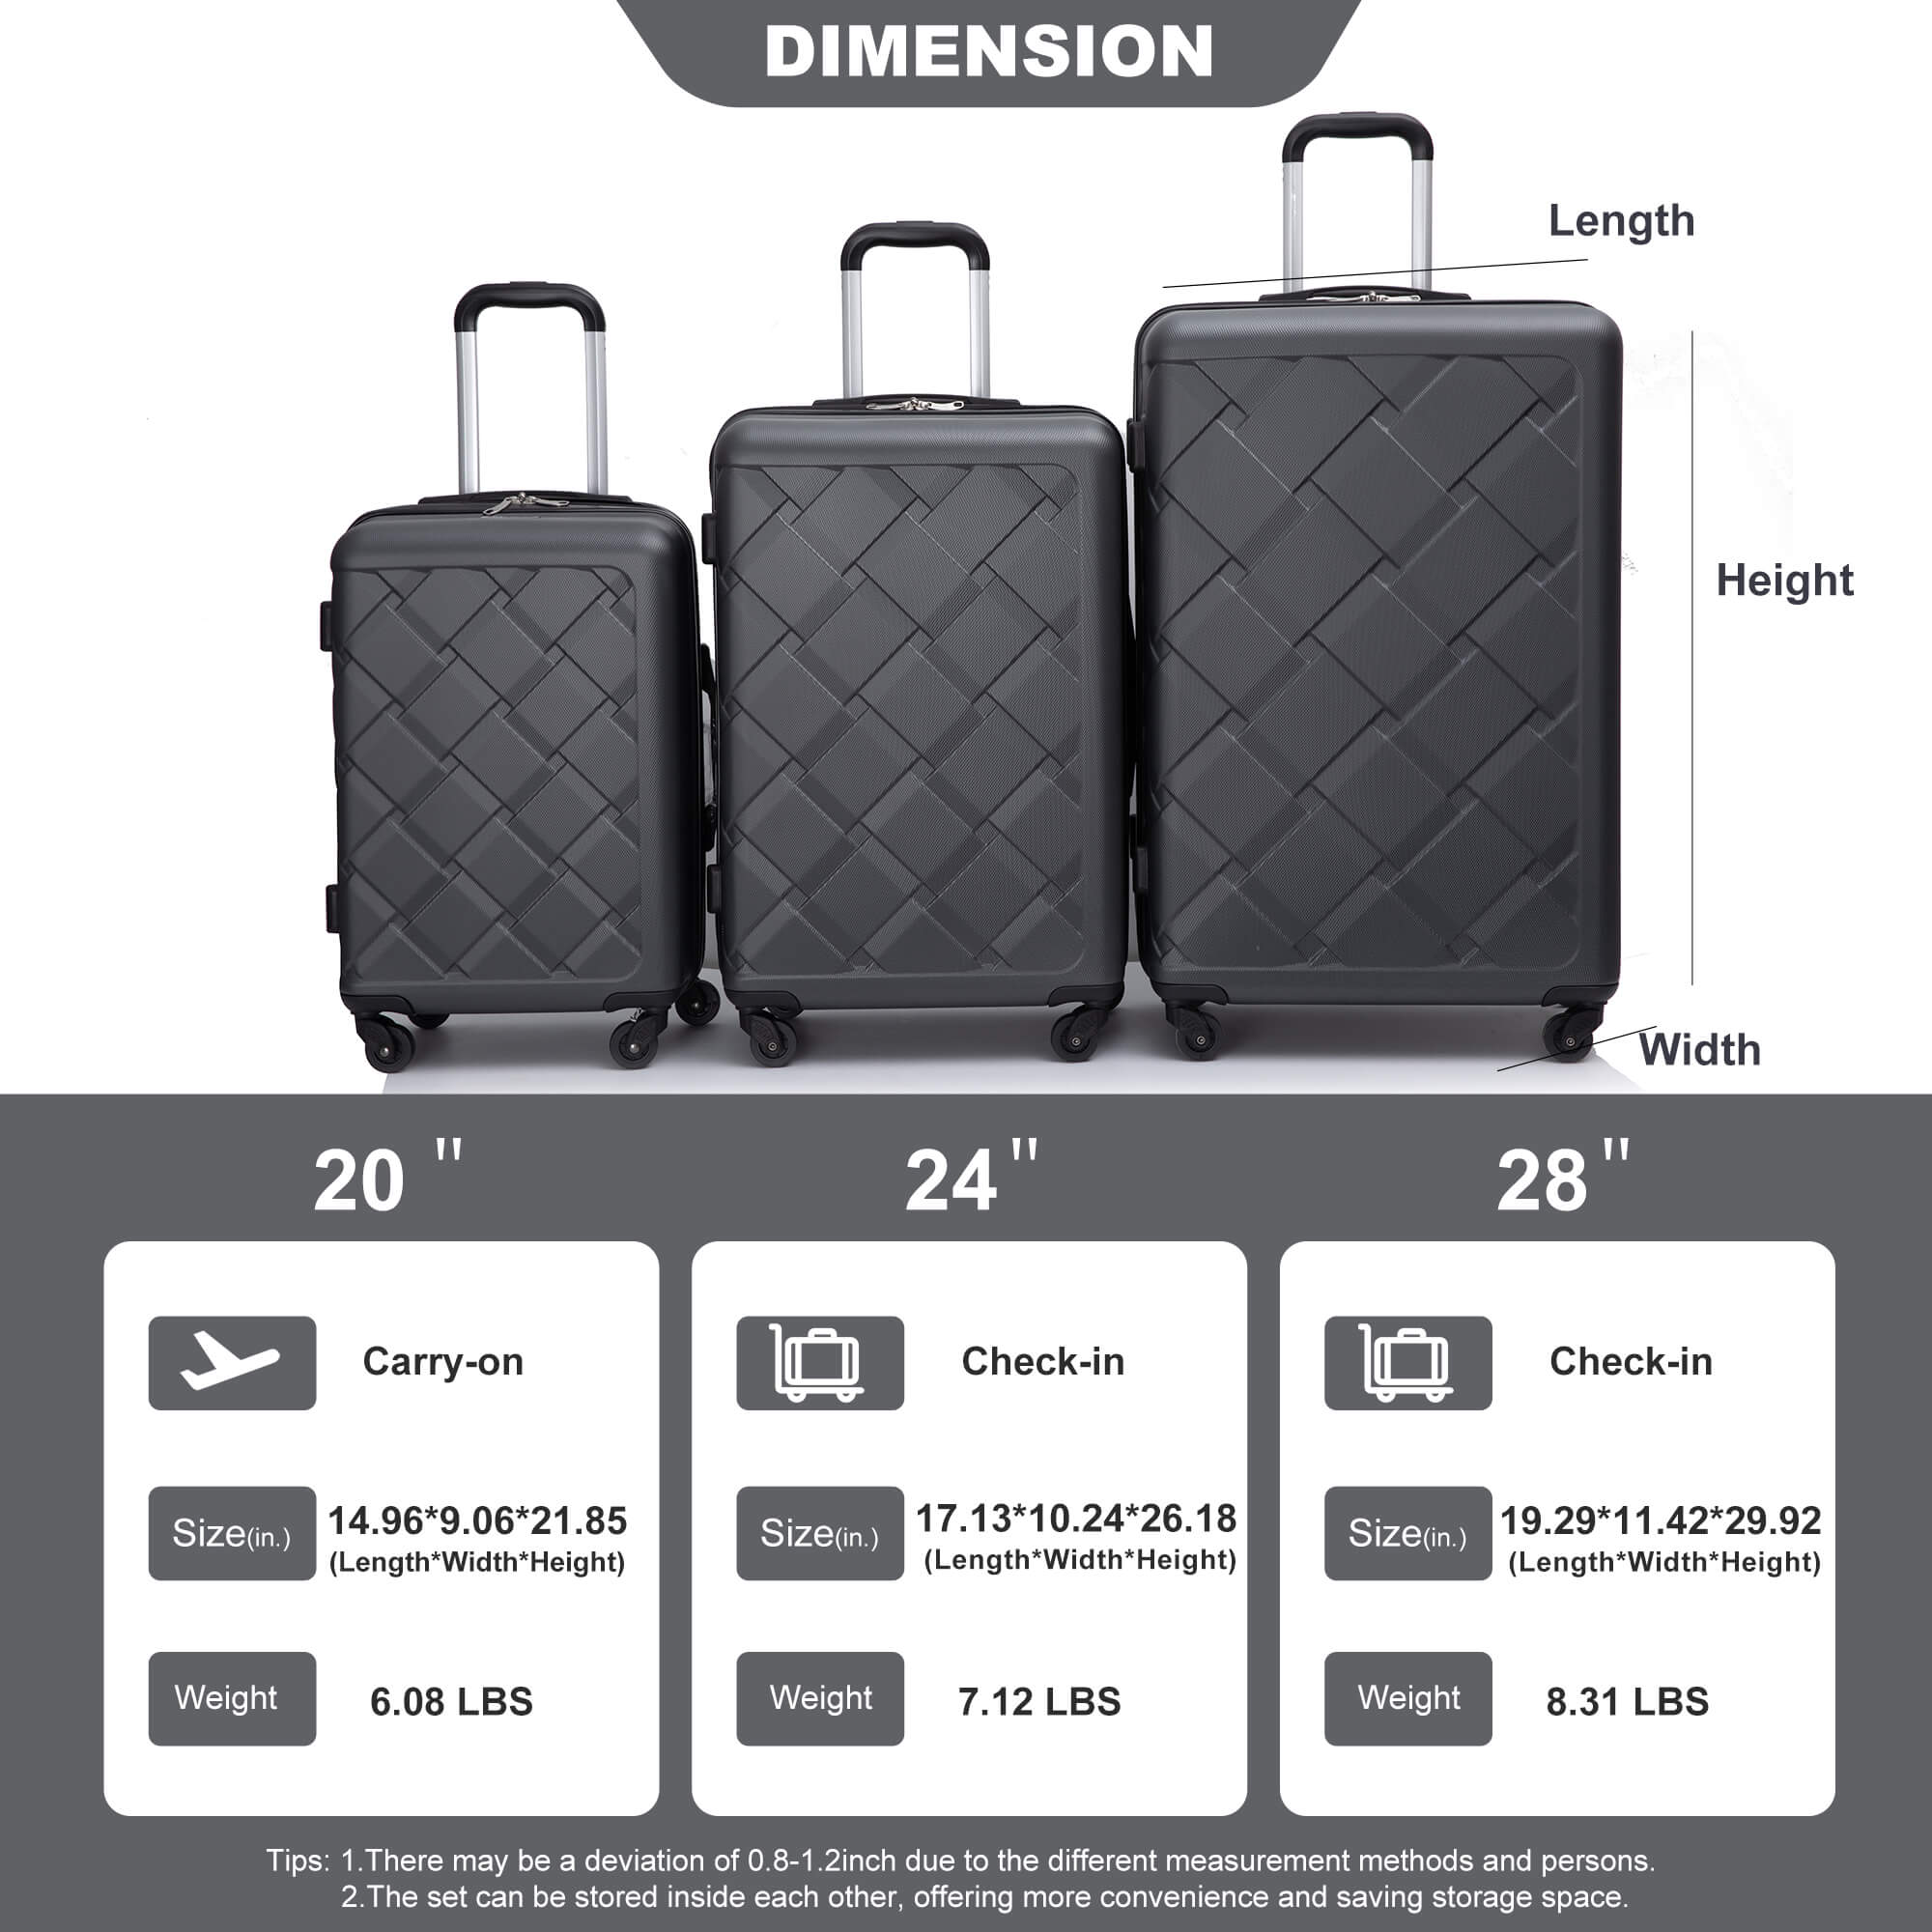 DIMENSION
Length
Height
Width
20 "
24 "
28 "
Carry-on
Size(in.) 14.96*9.06*21.85
(Length*Width*Height)
Weight 6.08 LBS
Check-in
Size(in.) 17.13*10.24*26.18
(Length*Width*Height)
Weight 7.12 LBS
Check-in
Size(in.) 19.29*11.42*29.92
(Length*Width*Height)
Weight 8.31 LBS
Tips: 1.There may be a deviation of 0.8-1.2inch due to the different measurement methods and persons.
2.The set can be stored inside each other, offering more convenience and saving storage space.